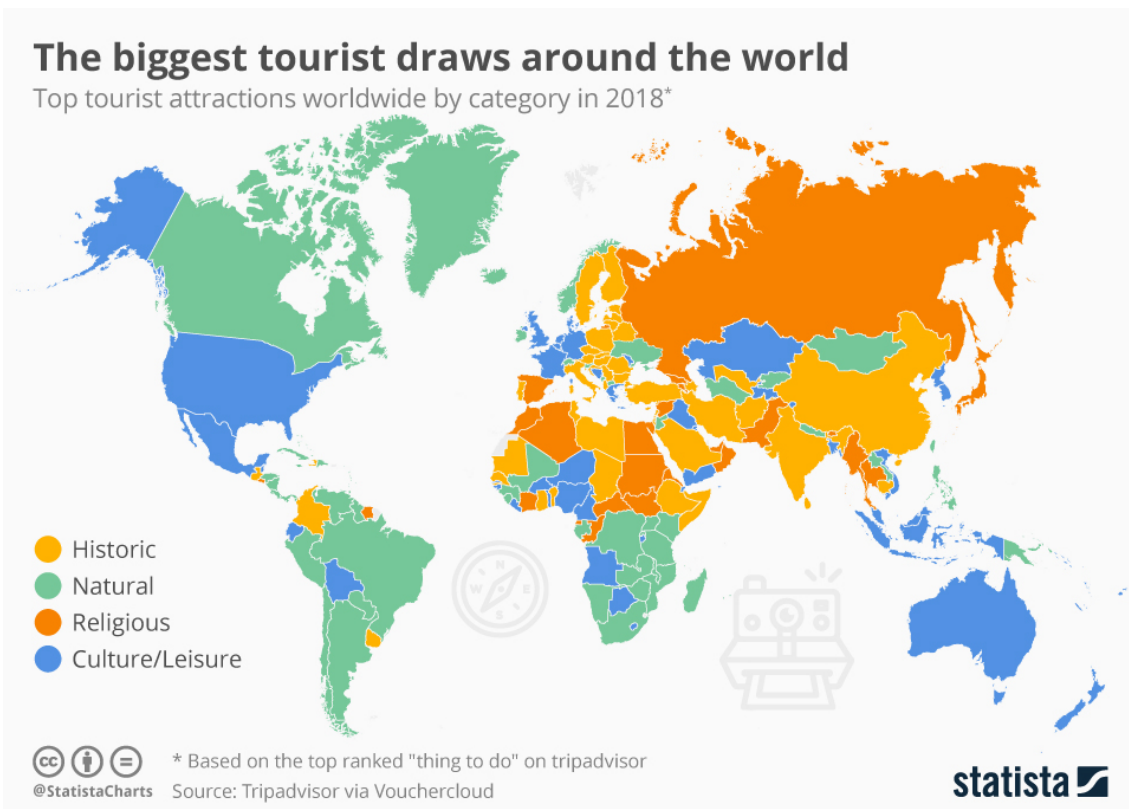 The biggest tourist draws around the world
Top tourist attractions worldwide by category in 2018*
Historic
Natural
Religious
Culture/Leisure
N
W E
S
* Based on the top ranked "thing to do" on tripadvisor
@StatistaCharts Source: Tripadvisor via Vouchercloud
cc
statista